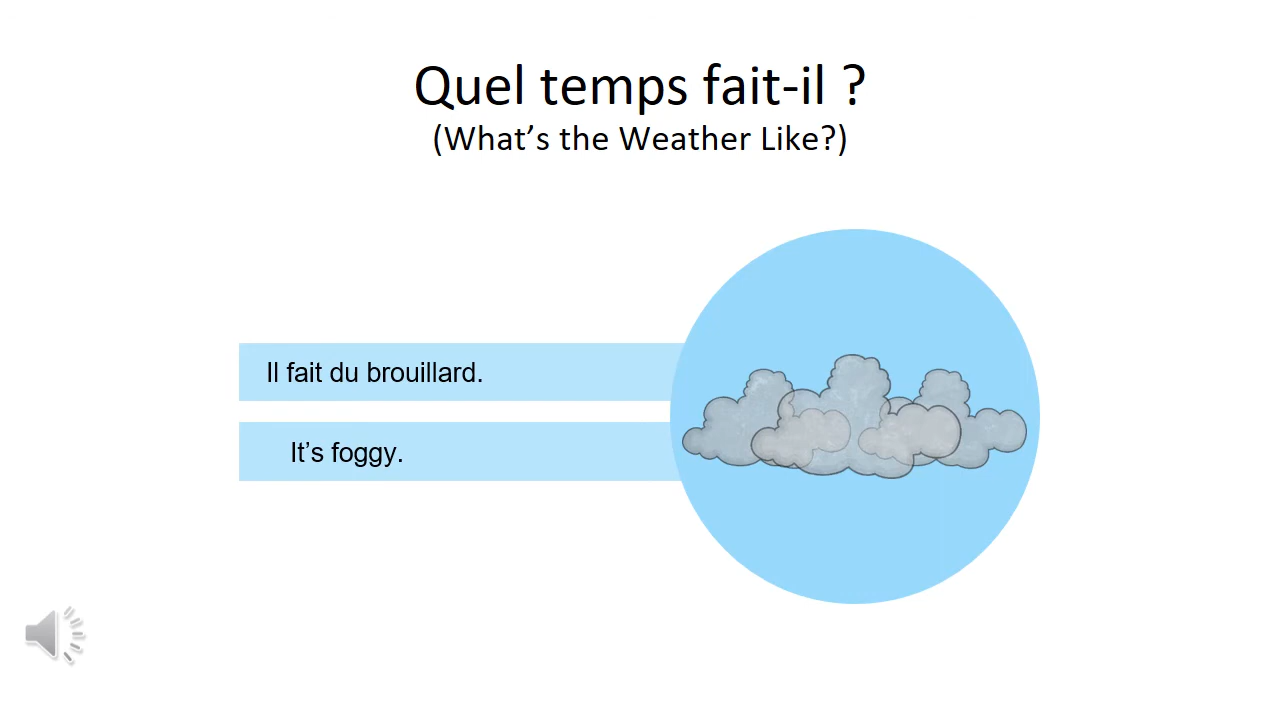 Quel temps fait-il ?
(What’s the Weather Like?)
Il fait du brouillard.
It’s foggy.